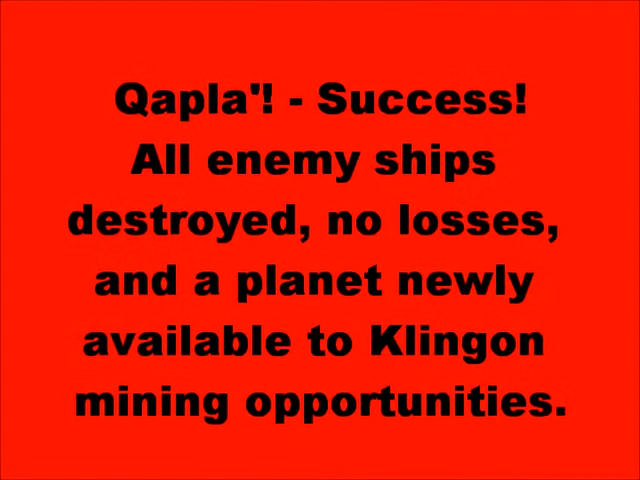 Qapla'! - Success!
All enemy ships
destroyed, no losses,
and a planet newly
available to Klingon
mining opportunities.